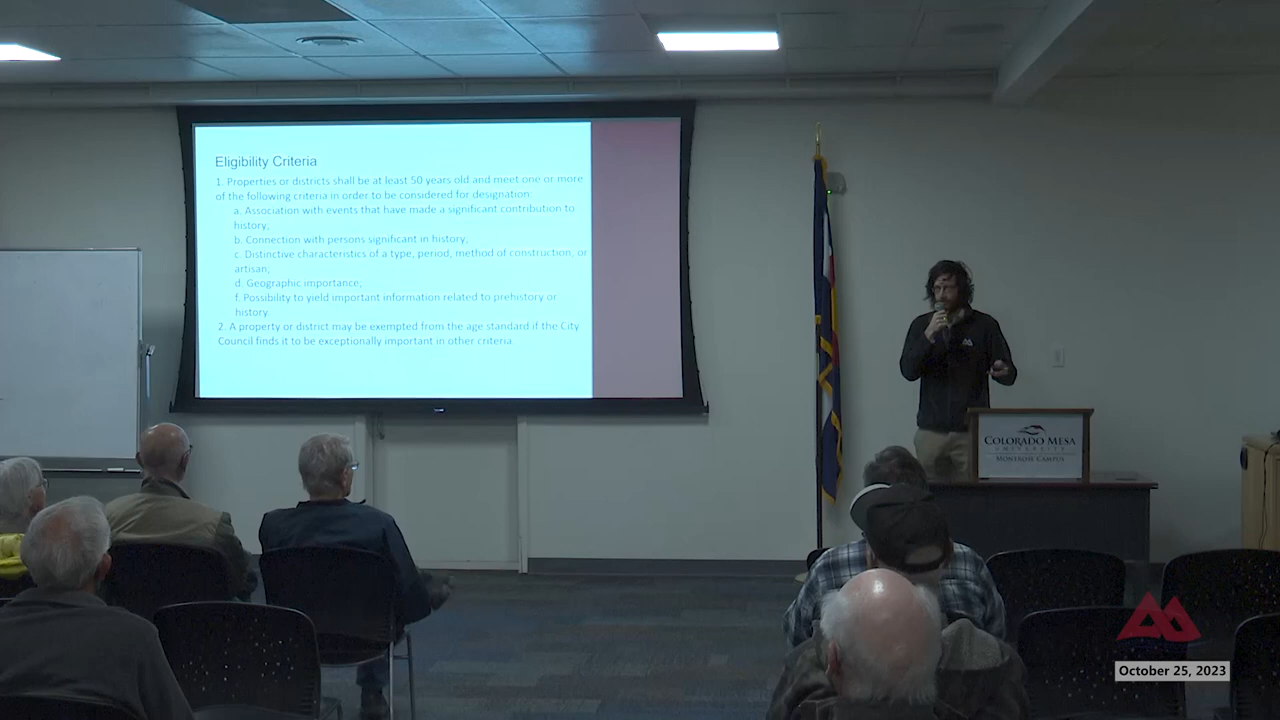 Eligibility Criteria
1. Properties or districts shall be at least 50 years old and meet one or more
of the following criteria in order to be considered for designation:
a. Association with events that have made a significant contribution to
history;
b. Connection with persons significant in history;
c. Distinctive characteristics of a type, period, method of construction, or
artisan;
d. Geographic importance;
f. Possibility to yield important information related to prehistory or
history
2. A property or district may be exempted from the age standard if the City
Council finds it to be exceptionally important in other criteria.
COLORADO MESA
UNIVERSITY
MONTROSE CAMPUS
October 25, 2023